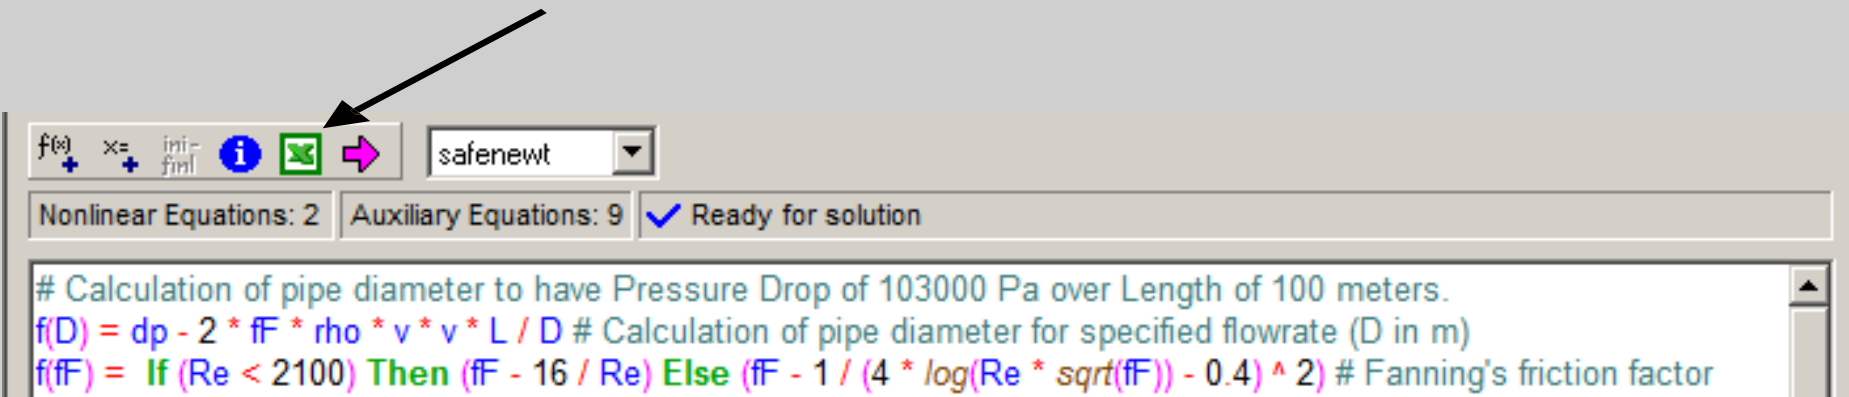 f(x) x= ini- finl i safenewt
Nonlinear Equations: 2 Auxiliary Equations: 9 Ready for solution
# Calculation of pipe diameter to have Pressure Drop of 103000 Pa over Length of 100 meters.
f(D) = dp - 2 * fF * rho * v * v * L / D # Calculation of pipe diameter for specified flowrate (D in m)
f(fF) = If (Re < 2100) Then (fF - 16 / Re) Else (fF - 1 / (4 * log(Re * sqrt(fF)) - 0.4) ^ 2) # Fanning's friction factor